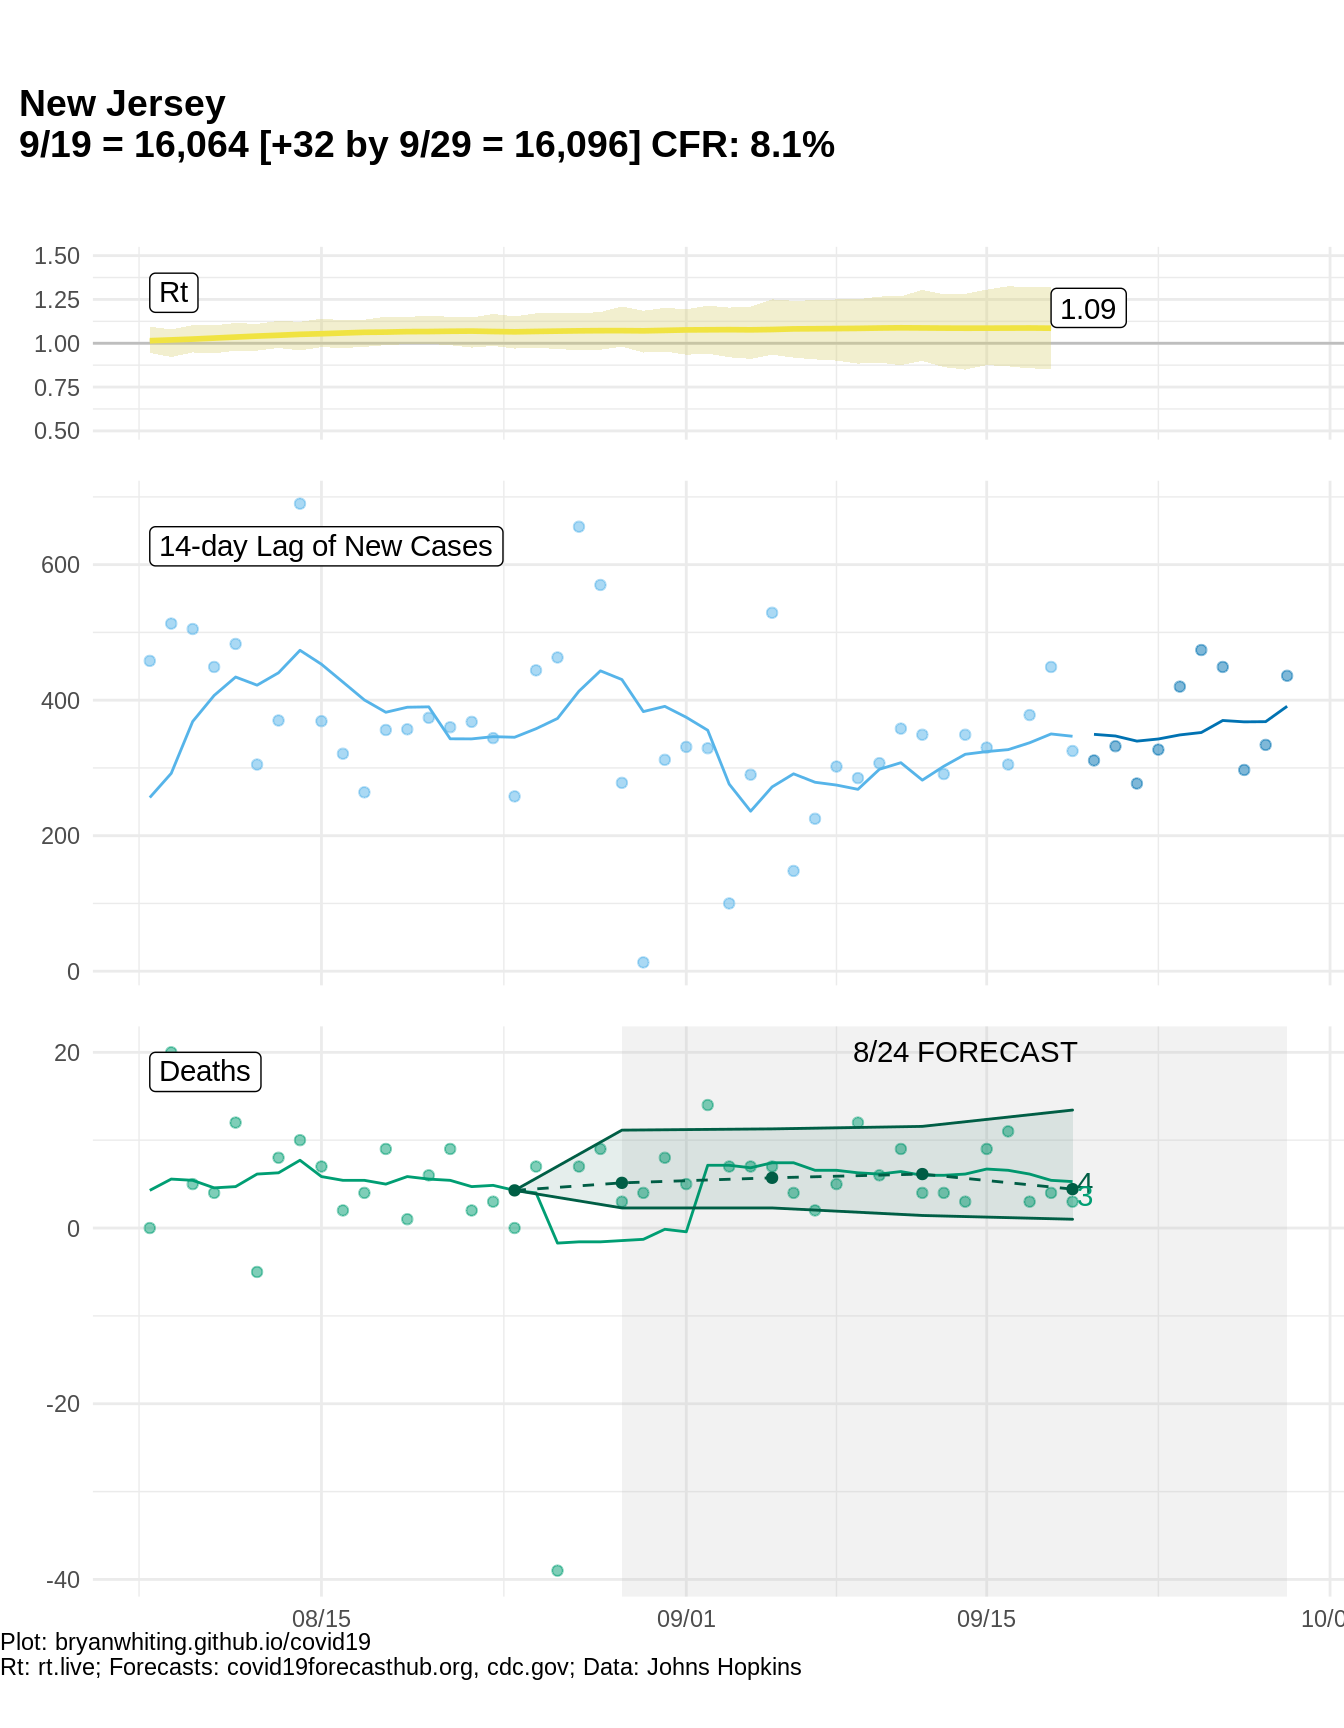 New Jersey
9/19 = 16,064 [+32 by 9/29 = 16,096] CFR: 8.1%
1.50
1.25
1.00
0.75
0.50
Rt
1.09
600
400
200
0
14-day Lag of New Cases
20
0
-20
-40
Deaths
8/24 FORECAST
4
3
08/15
09/01
09/15
10/0
Plot: bryanwhiting.github.io/covid19
Rt: rt.live; Forecasts: covid19forecasthub.org, cdc.gov; Data: Johns Hopkins